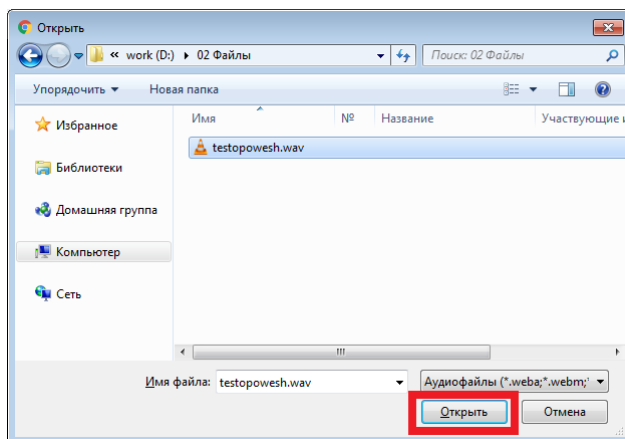 Открыть
« work (D:) 02 Файлы Поиск: 02 Файлы
Упорядочить Новая папка
Имя № Название Участвующие и
Избранное
testopowesh.wav
Библиотеки
Домашняя группа
Компьютер
Сеть
Имя файла: testopowesh.wav Аудиофайлы (*.weba;*.webm;*
Открыть Отмена